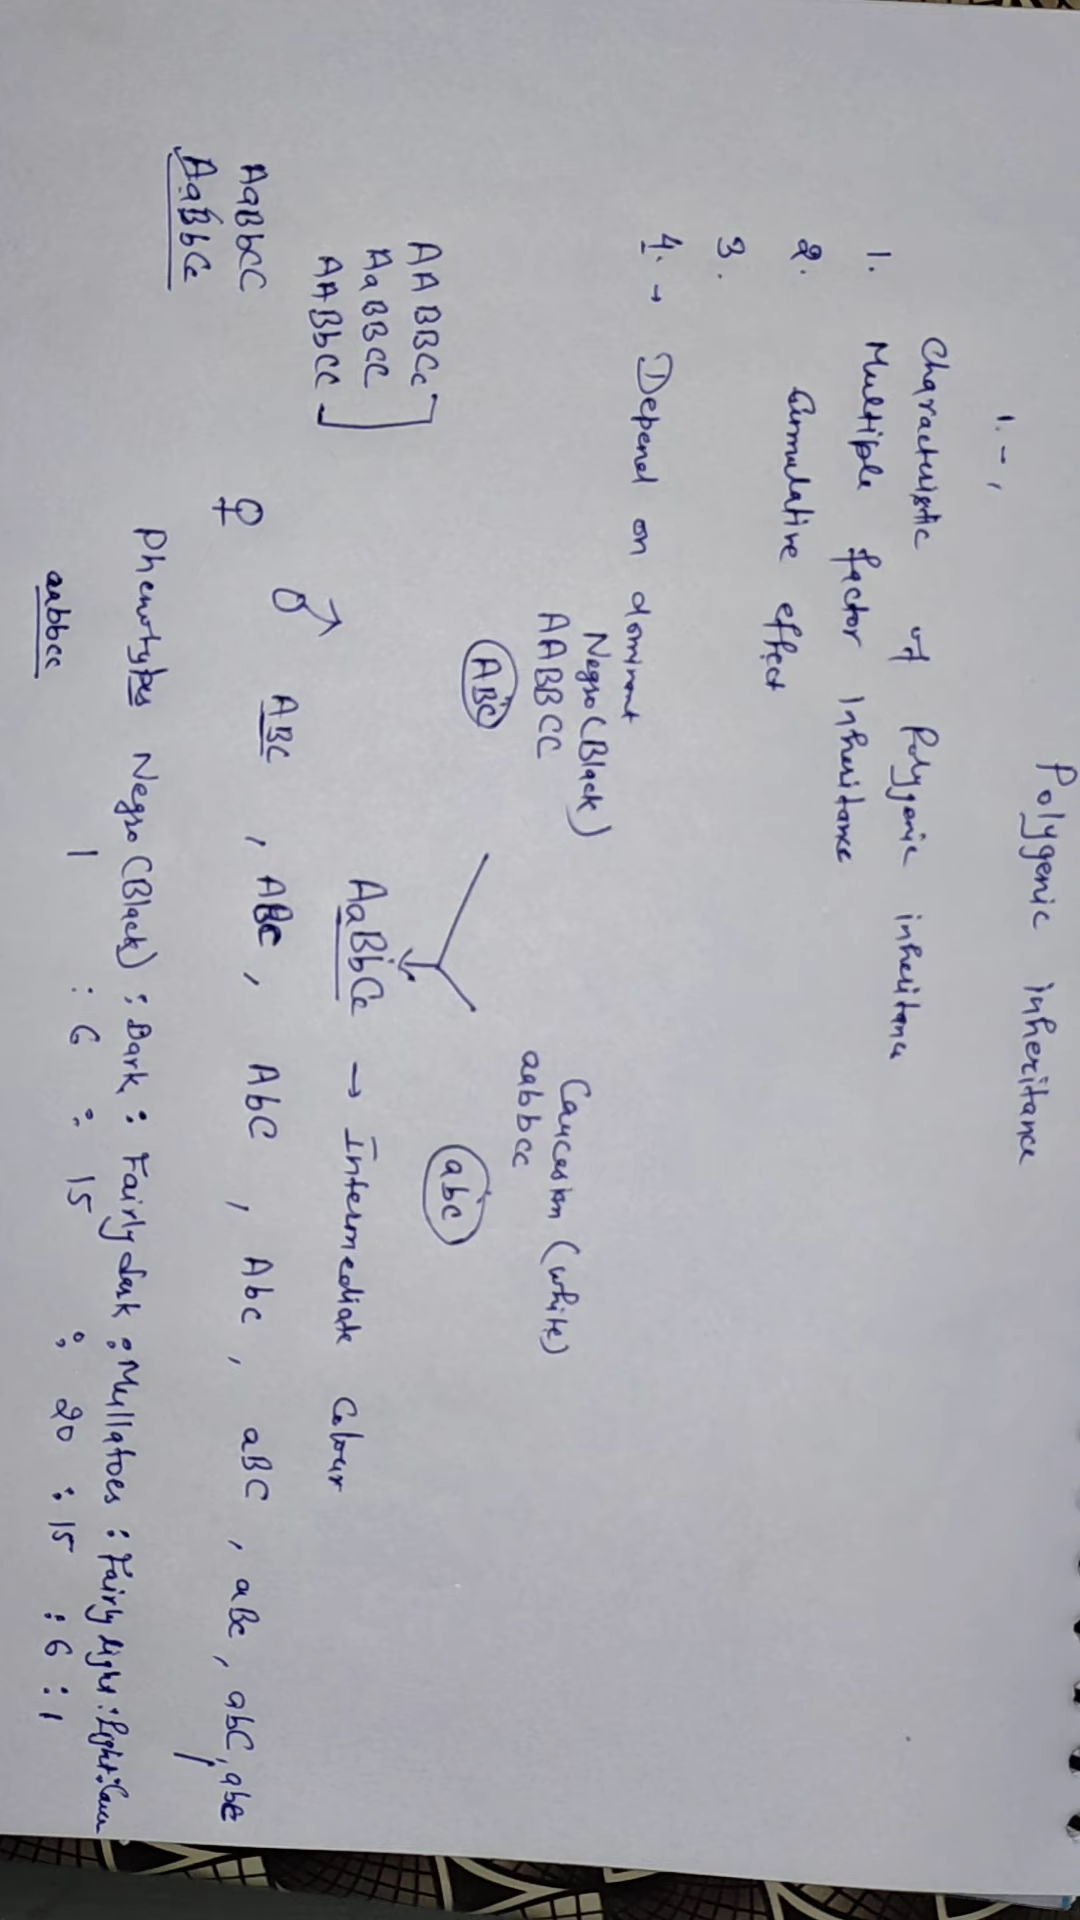 Polygenic inheritance
1. - ,
Characteristic of Polygenic inheritance
1. Multiple factor Inheritance
2. Cumulative effect
3.
4. → Depend on dominant
Negro (Black) Caucasion (white)
AABBCC aabbcc
ABC abc
AABBCc
AaBBCC
AABbCC
AaBbCc → Intermediate Colour
AaBbCC
AaBbCc
♂ ABC, ABc, AbC, Abc, aBC, aBc, abC, abc
♀
Phenotypes Negro (Black) : Dark : Fairly dark : Mullatoes : Fairly light : Light :
1 : 6 : 15 : 20 : 15 : 6 : 1
aabbcc